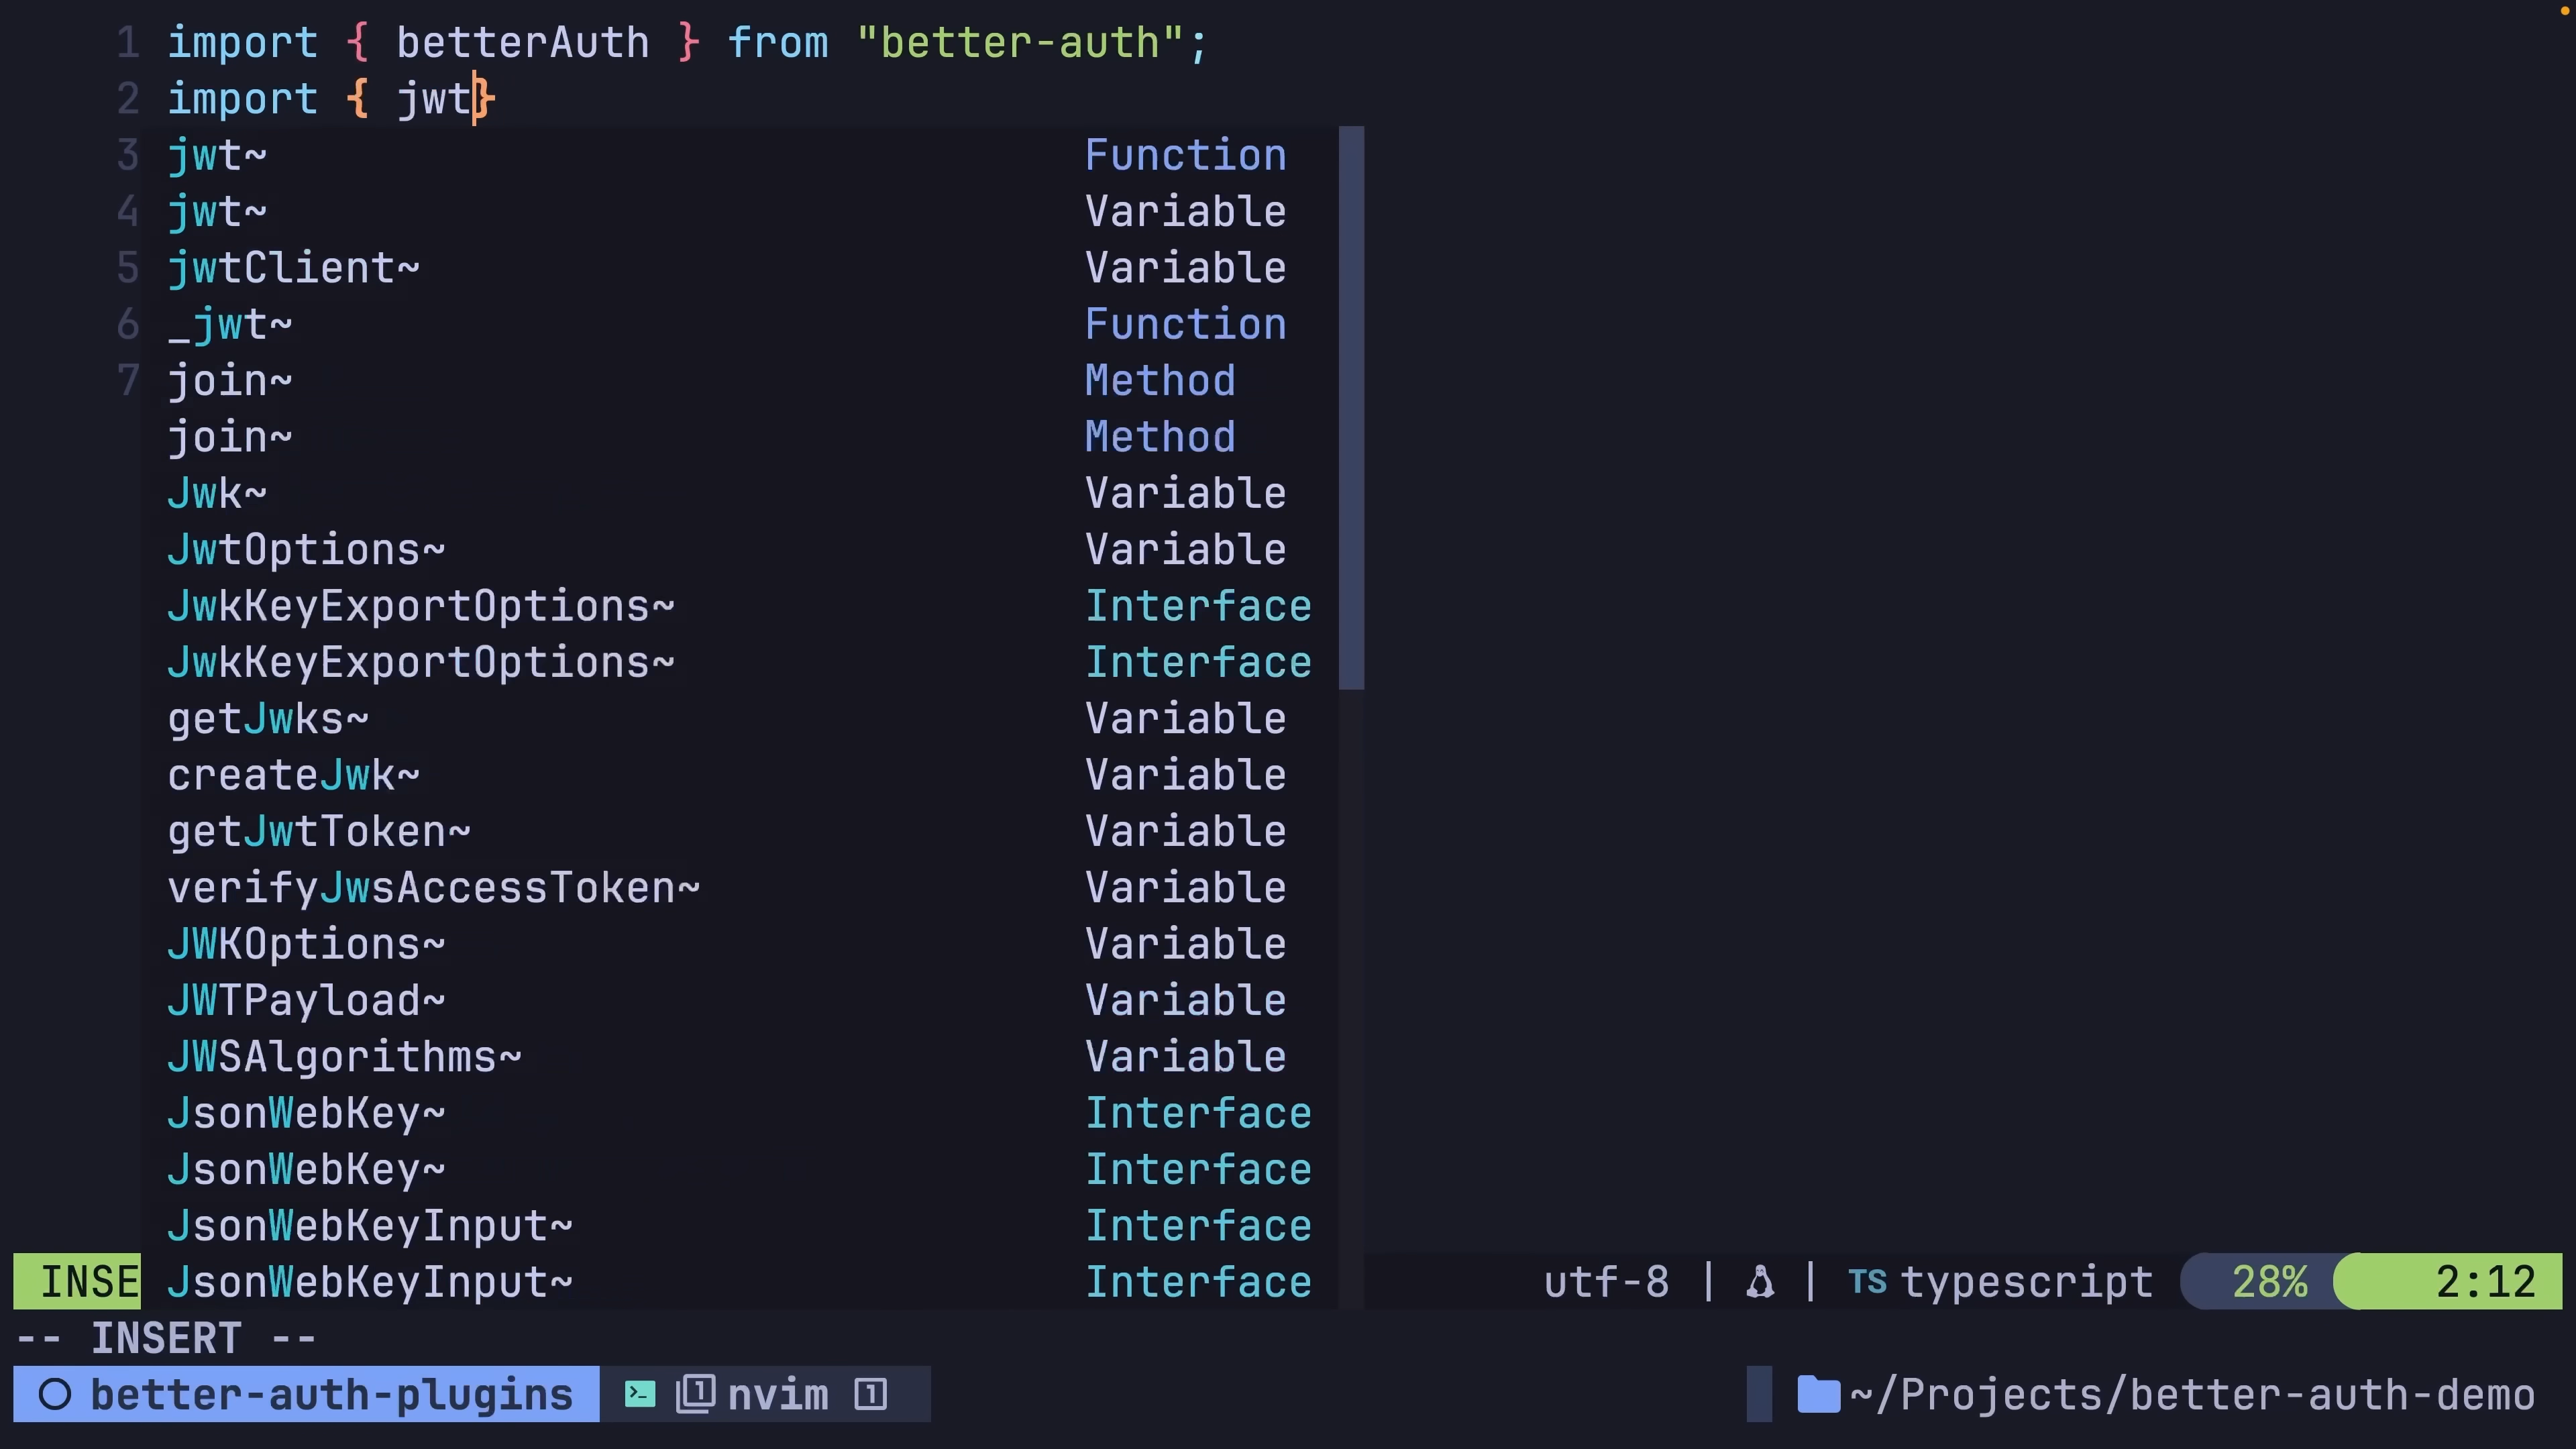 1 import { betterAuth } from "better-auth";
2 import { jwt}
3 jwt~ Function
4 jwt~ Variable
5 jwtClient~ Variable
6 _jwt~ Function
7 join~ Method
join~ Method
Jwk~ Variable
JwtOptions~ Variable
JwkKeyExportOptions~ Interface
JwkKeyExportOptions~ Interface
getJwks~ Variable
createJwk~ Variable
getJwtToken~ Variable
verifyJwsAccessToken~ Variable
JWKOptions~ Variable
JWTPayload~ Variable
JWSAlgorithms~ Variable
JsonWebKey~ Interface
JsonWebKey~ Interface
JsonWebKeyInput~ Interface
INSE JsonWebKeyInput~ Interface utf-8 | | TS typescript 28% 2:12
-- INSERT --
better-auth-plugins >_ 1 nvim 1 ~/Projects/better-auth-demo